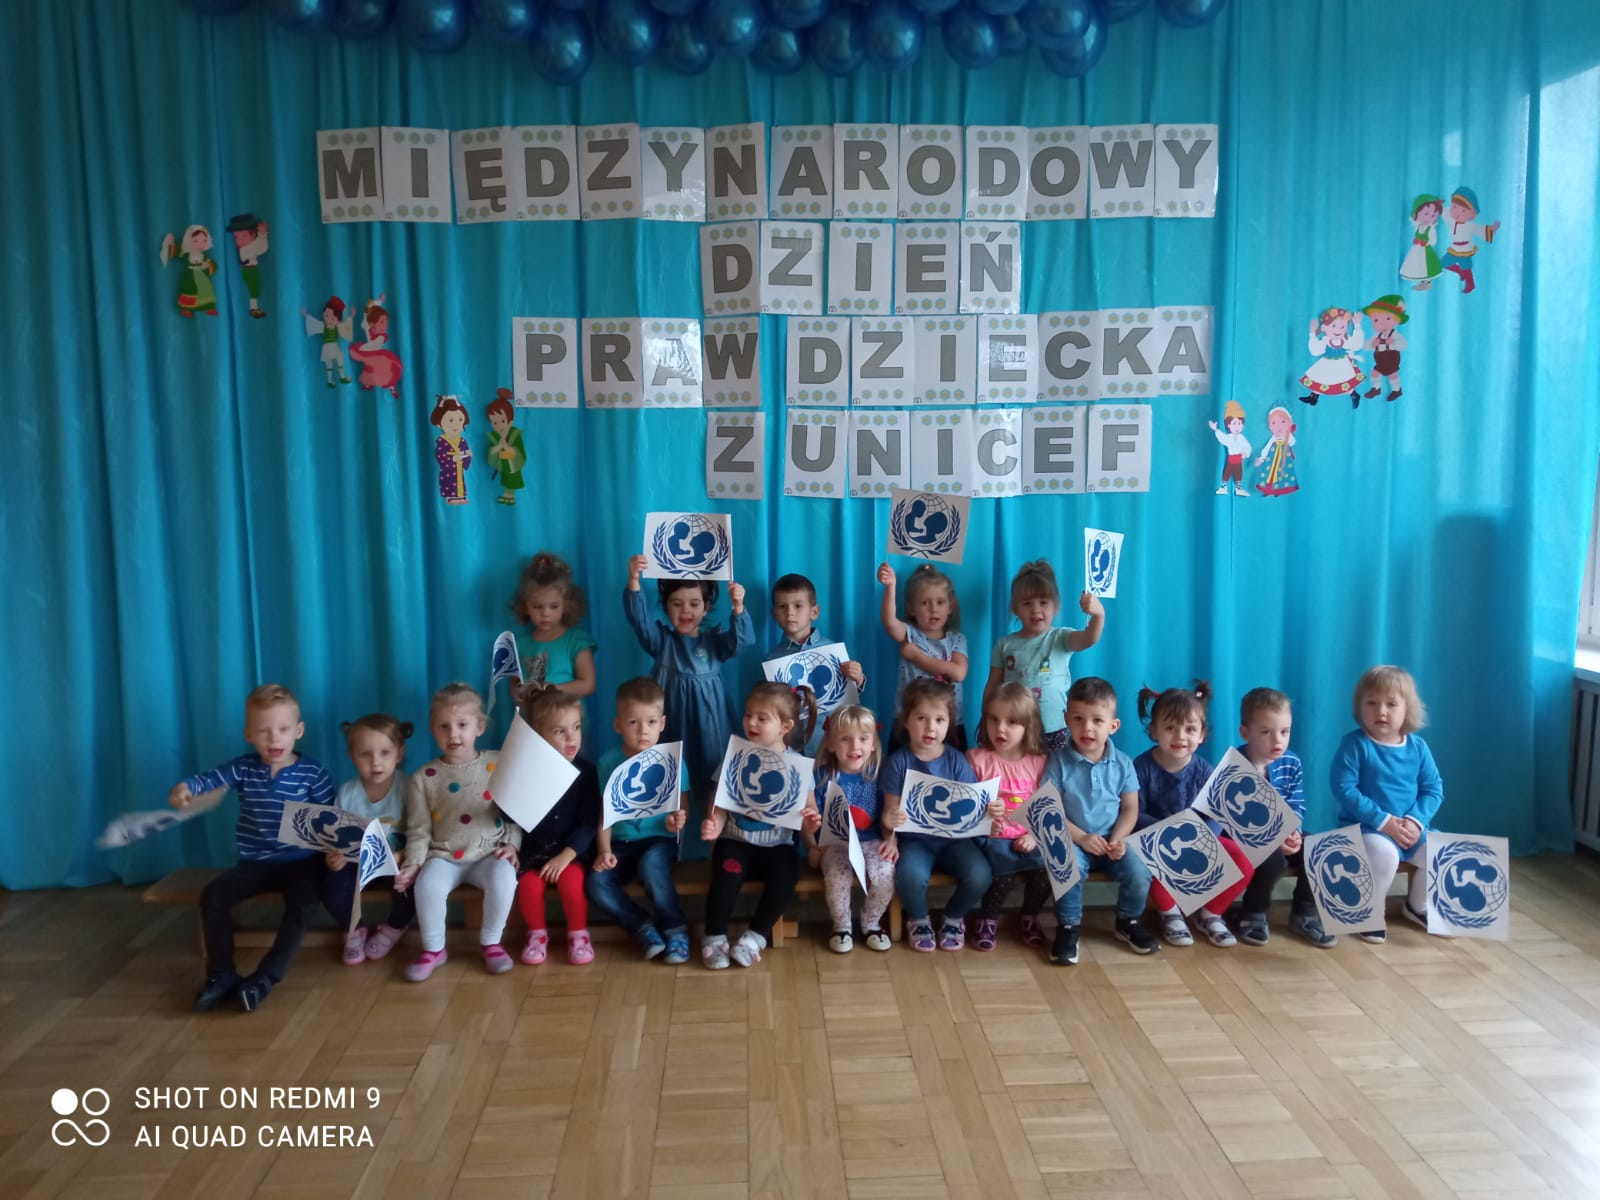 MIĘDZYNARODOWY
DZIEŃ
PRAW DZIECKA
Z UNICEF
SHOT ON REDMI 9
AI QUAD CAMERA